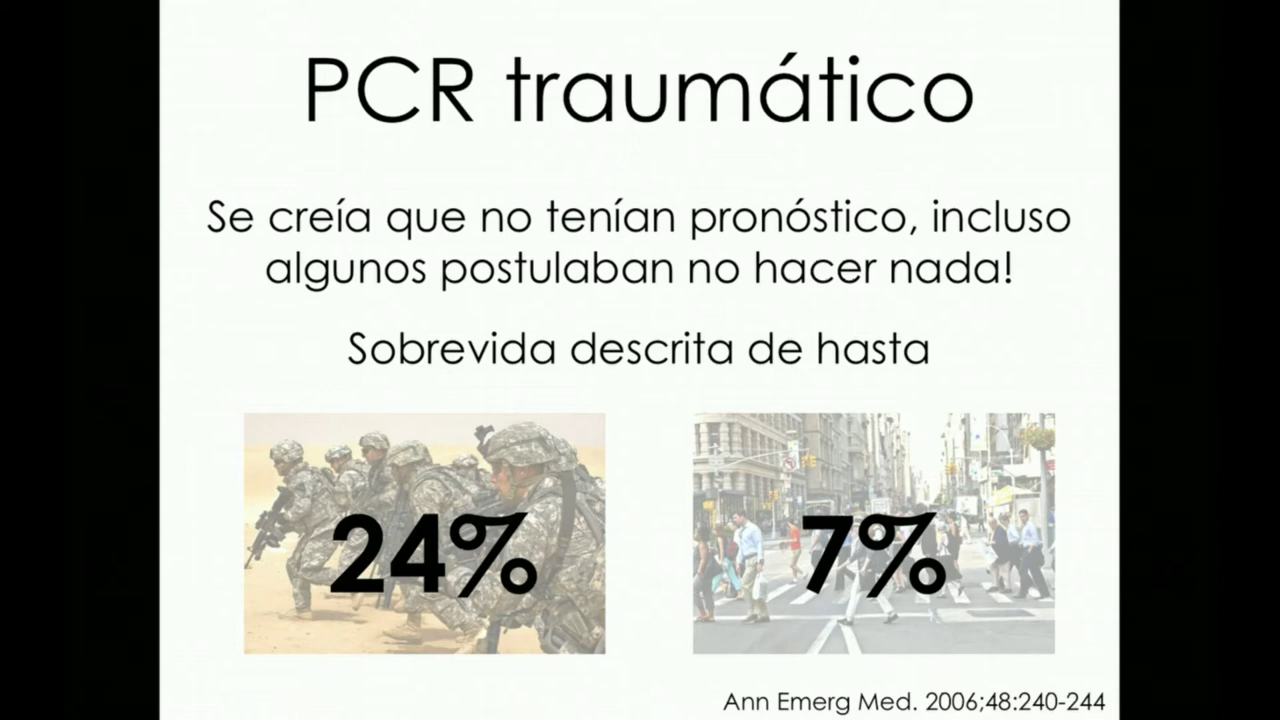 PCR traumático
Se creía que no tenían pronóstico, incluso
algunos postulaban no hacer nada!
Sobrevida descrita de hasta
24%
7%
Ann Emerg Med. 2006;48:240-244